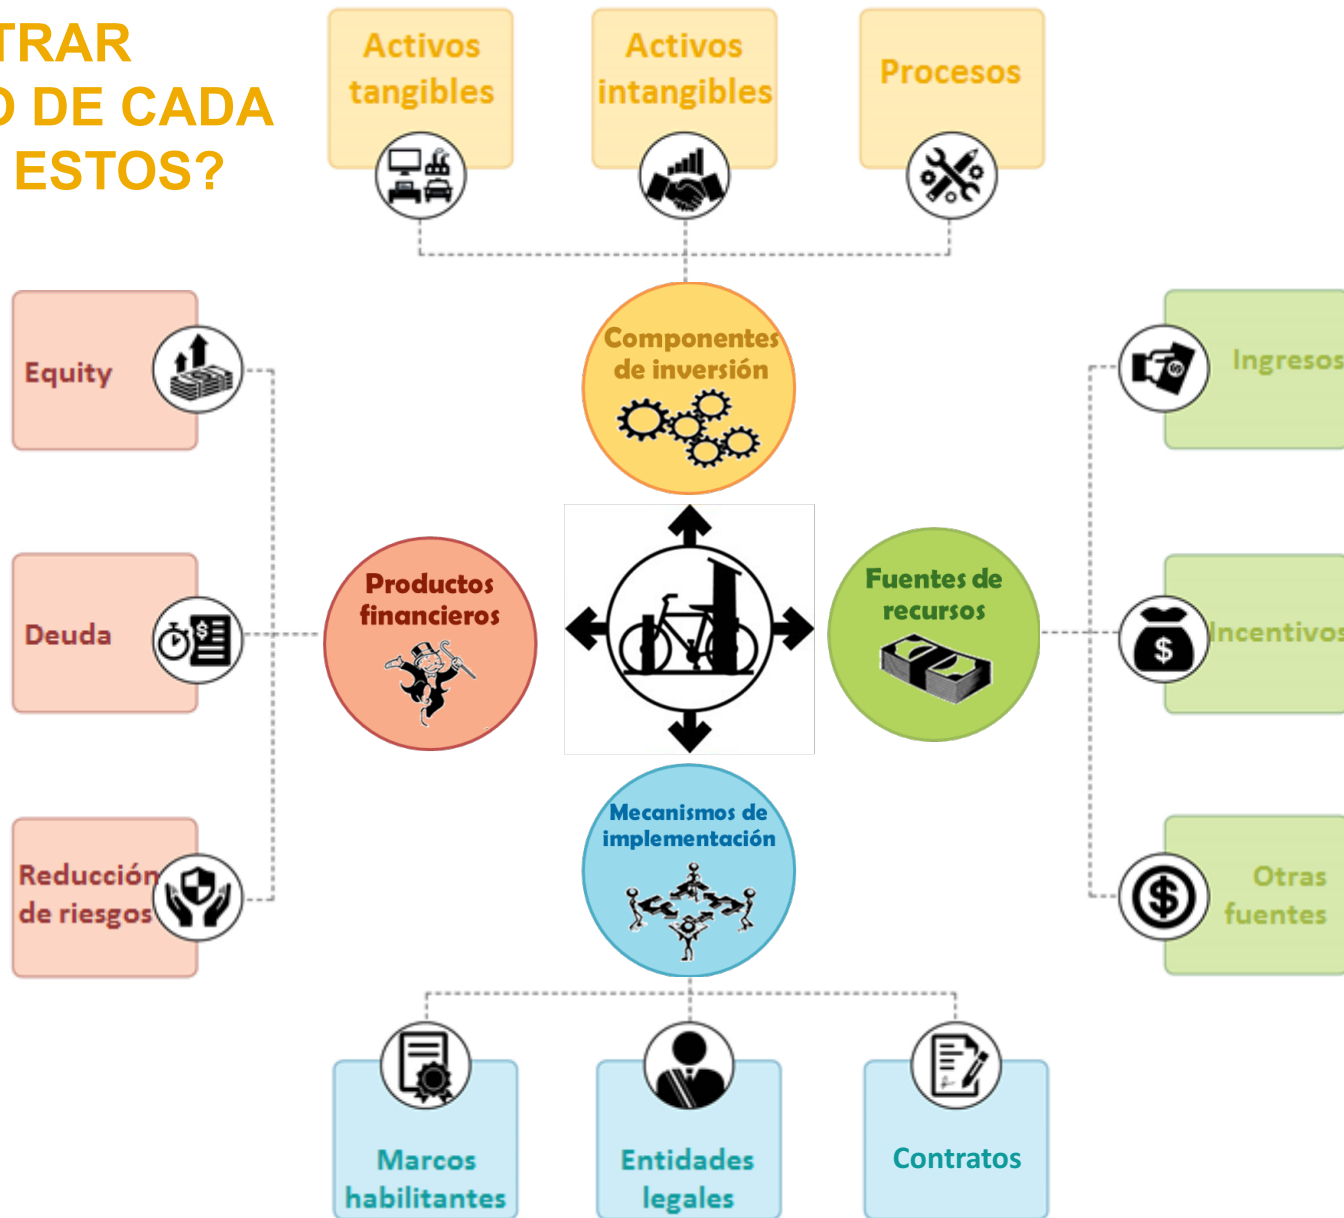 TRAR
O DE CADA
ESTOS?
Activos
tangibles
Activos
intangibles
Procesos
Componentes
de inversión
Equity
Deuda
Reducción
de riesgos
Productos
financieros
$
Fuentes de
recursos
Ingresos
$
Incentivos
$
Otras
fuentes
$
Mecanismos de
implementación
Marcos
habilitantes
Entidades
legales
Contratos